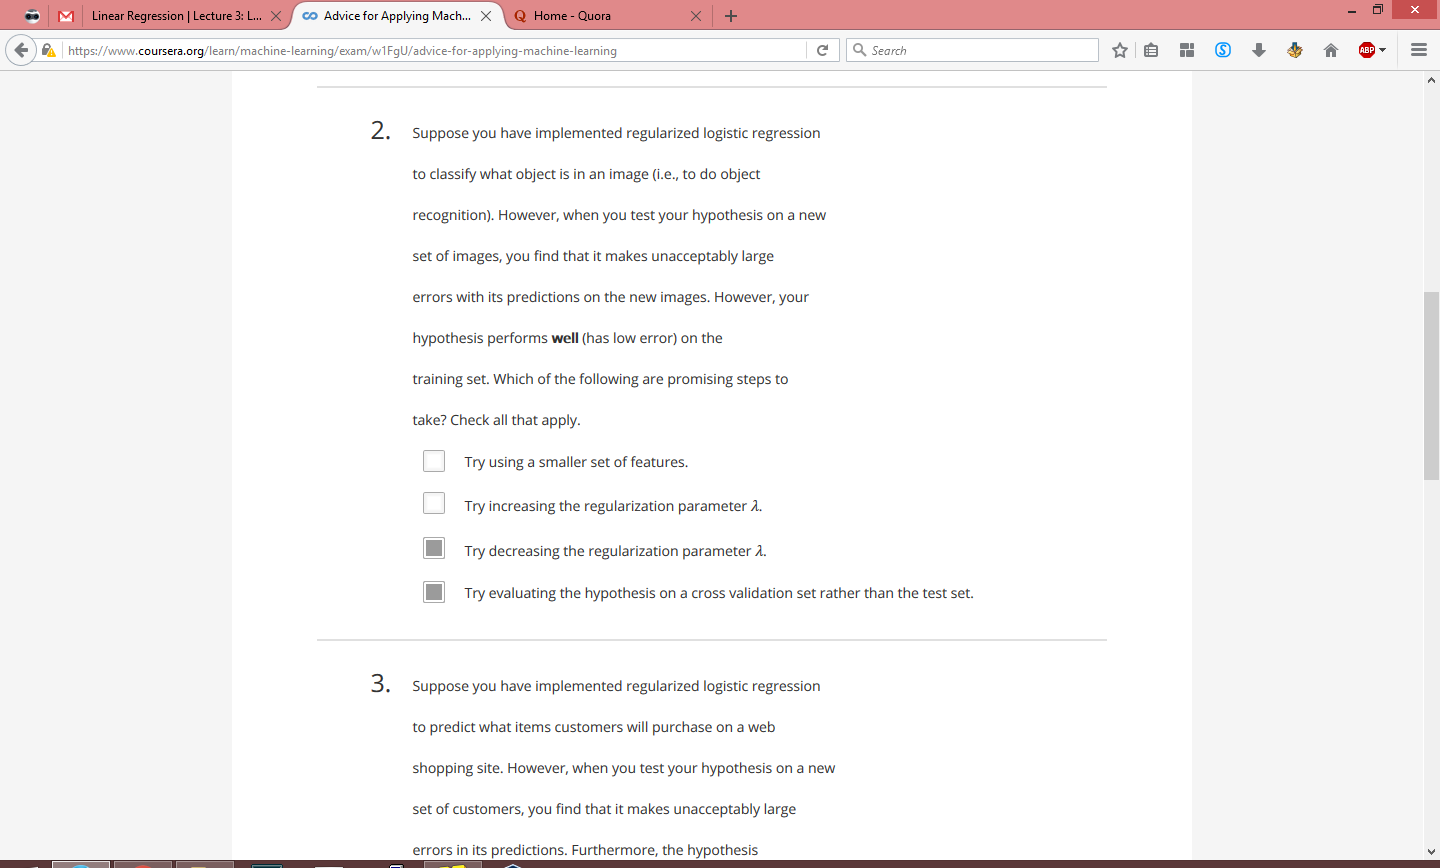 Linear Regression | Lecture 3: L...
Advice for Applying Mach...
Home - Quora
https://www.coursera.org/learn/machine-learning/exam/w1FgU/advice-for-applying-machine-learning
Search
ABP
2. Suppose you have implemented regularized logistic regression
to classify what object is in an image (i.e., to do object
recognition). However, when you test your hypothesis on a new
set of images, you find that it makes unacceptably large
errors with its predictions on the new images. However, your
hypothesis performs well (has low error) on the
training set. Which of the following are promising steps to
take? Check all that apply.
Try using a smaller set of features.
Try increasing the regularization parameter λ.
Try decreasing the regularization parameter λ.
Try evaluating the hypothesis on a cross validation set rather than the test set.
3. Suppose you have implemented regularized logistic regression
to predict what items customers will purchase on a web
shopping site. However, when you test your hypothesis on a new
set of customers, you find that it makes unacceptably large
errors in its predictions. Furthermore, the hypothesis